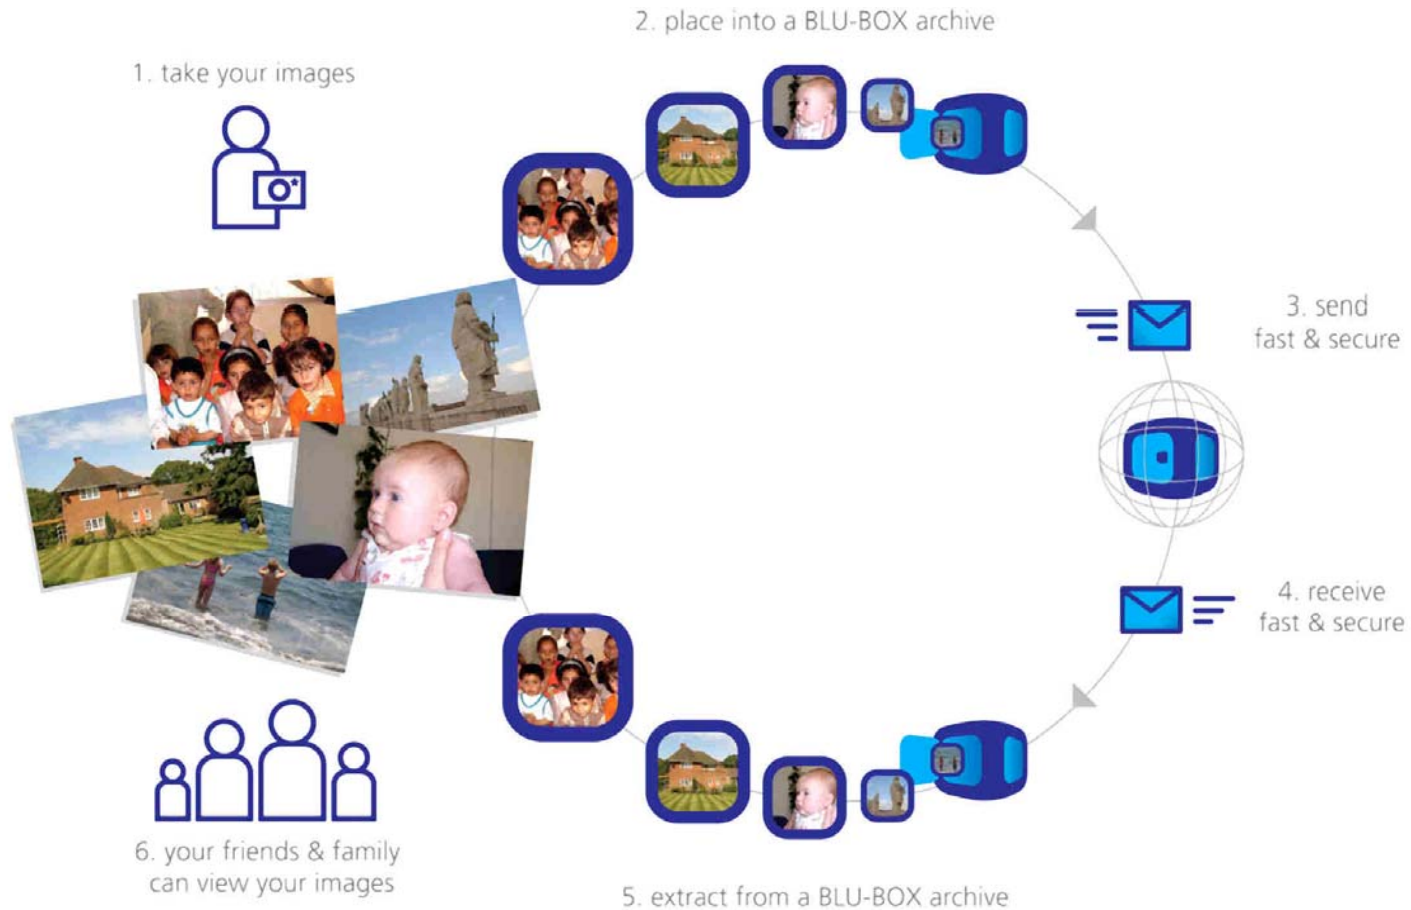 1. take your images
2. place into a BLU-BOX archive
3. send
fast & secure
4. receive
fast & secure
5. extract from a BLU-BOX archive
6. your friends & family
can view your images